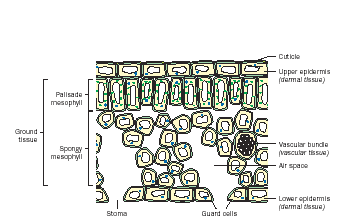 Cuticle
Upper epidermis
(dermal tissue)
Palisade
mesophyll
Ground
tissue
Spongy
mesophyll
Vascular bundle
(vascular tissue)
Air space
Lower epidermis
(dermal tissue)
Stoma
Guard cells